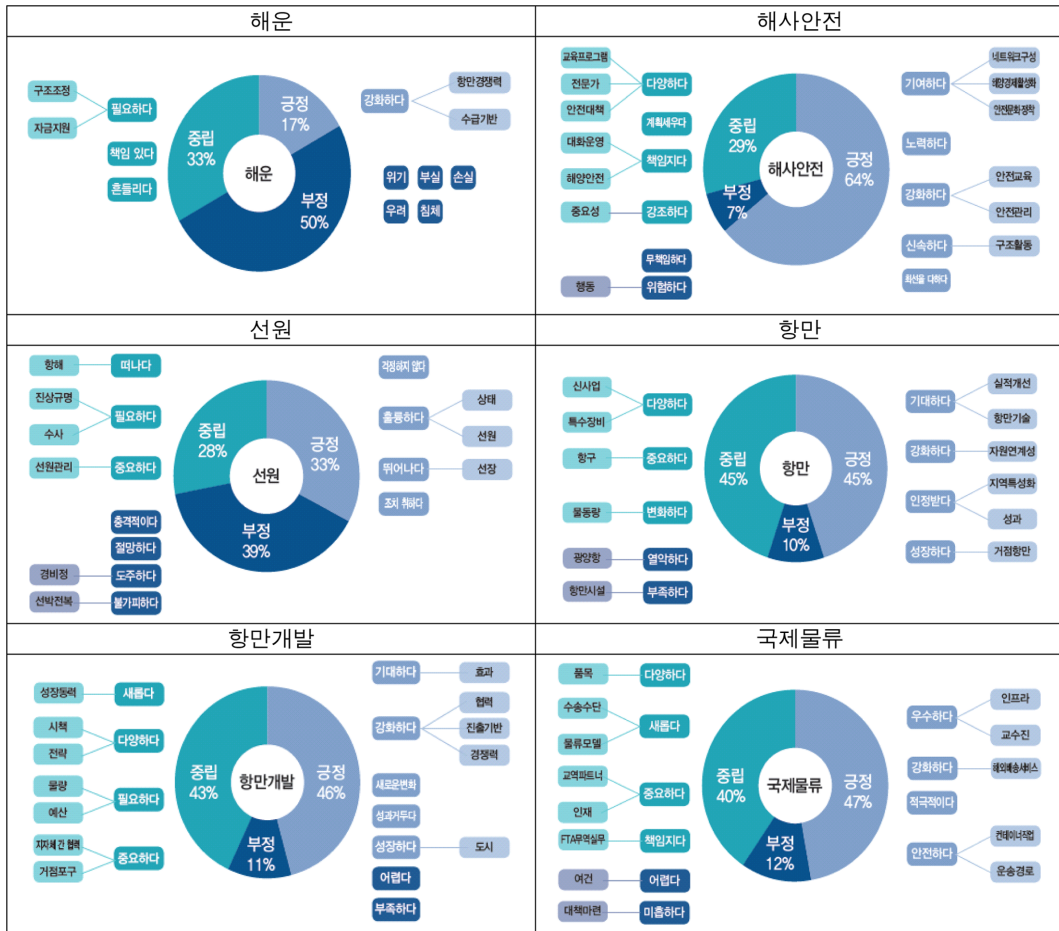 해운
해사안전
구조조정
자금지원
필요하다
책임 있다
흔들리다
중립
33%
긍정
17%
해운
부정
50%
강화하다
항만경쟁력
수급기반
위기
부실
손실
우려
침체
교육프로그램
전문가
안전대책
다양하다
계획세우다
대화운영
해양안전
책임지다
중요성
강조하다
무책임하다
행동
위험하다
중립
29%
부정
7%
해사안전
긍정
64%
기여하다
네트워크구성
해양경제활성화
안전문화정착
노력하다
강화하다
안전교육
안전관리
신속하다
구조활동
최선을 다하다
선원
항만
항해
떠나다
진상규명
수사
필요하다
선원관리
중요하다
충격적이다
절망하다
경비정
도주하다
선박전복
불가피하다
중립
28%
긍정
33%
선원
부정
39%
걱정하지 않다
훌륭하다
상태
선원
뛰어나다
선장
조치 취하다
신사업
특수장비
다양하다
항구
중요하다
물동량
변화하다
광양항
열악하다
항만시설
부족하다
중립
45%
긍정
45%
항만
부정
10%
기대하다
실적개선
항만기술
강화하다
자원연계성
인정받다
지역특성화
성과
성장하다
거점항만
항만개발
국제물류
성장동력
새롭다
시책
전략
다양하다
물량
예산
필요하다
지자체 간 협력
거점포구
중요하다
중립
43%
긍정
46%
항만개발
부정
11%
기대하다
효과
강화하다
협력
진출기반
경쟁력
새로운변화
성과거두다
성장하다
도시
어렵다
부족하다
품목
다양하다
수송수단
물류모델
새롭다
교역파트너
인재
중요하다
FTA무역실무
책임지다
여건
어렵다
대책마련
미흡하다
중립
40%
긍정
47%
국제물류
부정
12%
우수하다
인프라
교수진
강화하다
해외배송서비스
적극적이다
안전하다
컨테이너작업
운송경로